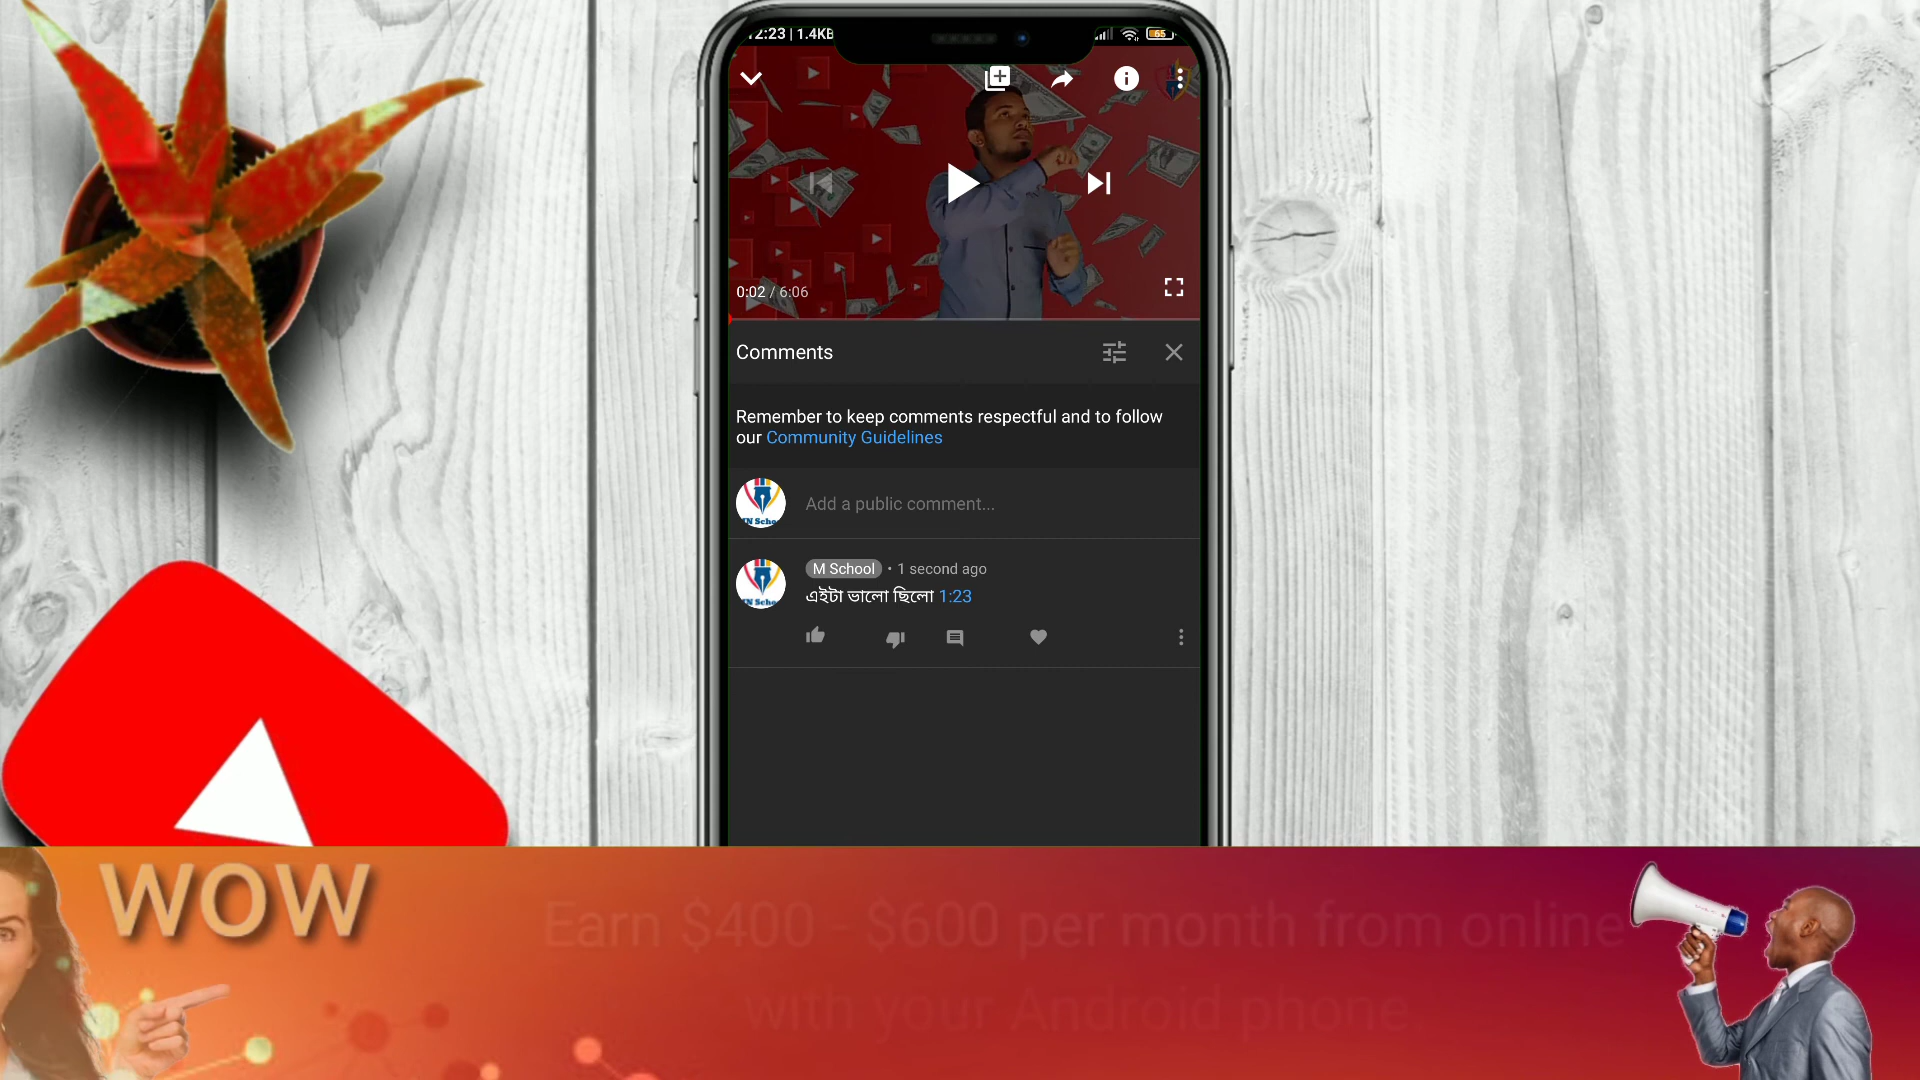 12:23 | 1.4KB
65
0:02 / 6:06
Comments
Remember to keep comments respectful and to follow
our Community Guidelines
Add a public comment...
M School • 1 second ago
এইটা ভালো ছিলো 1:23
WOW
Earn $400 - $600 per month from online
with your Android phone.